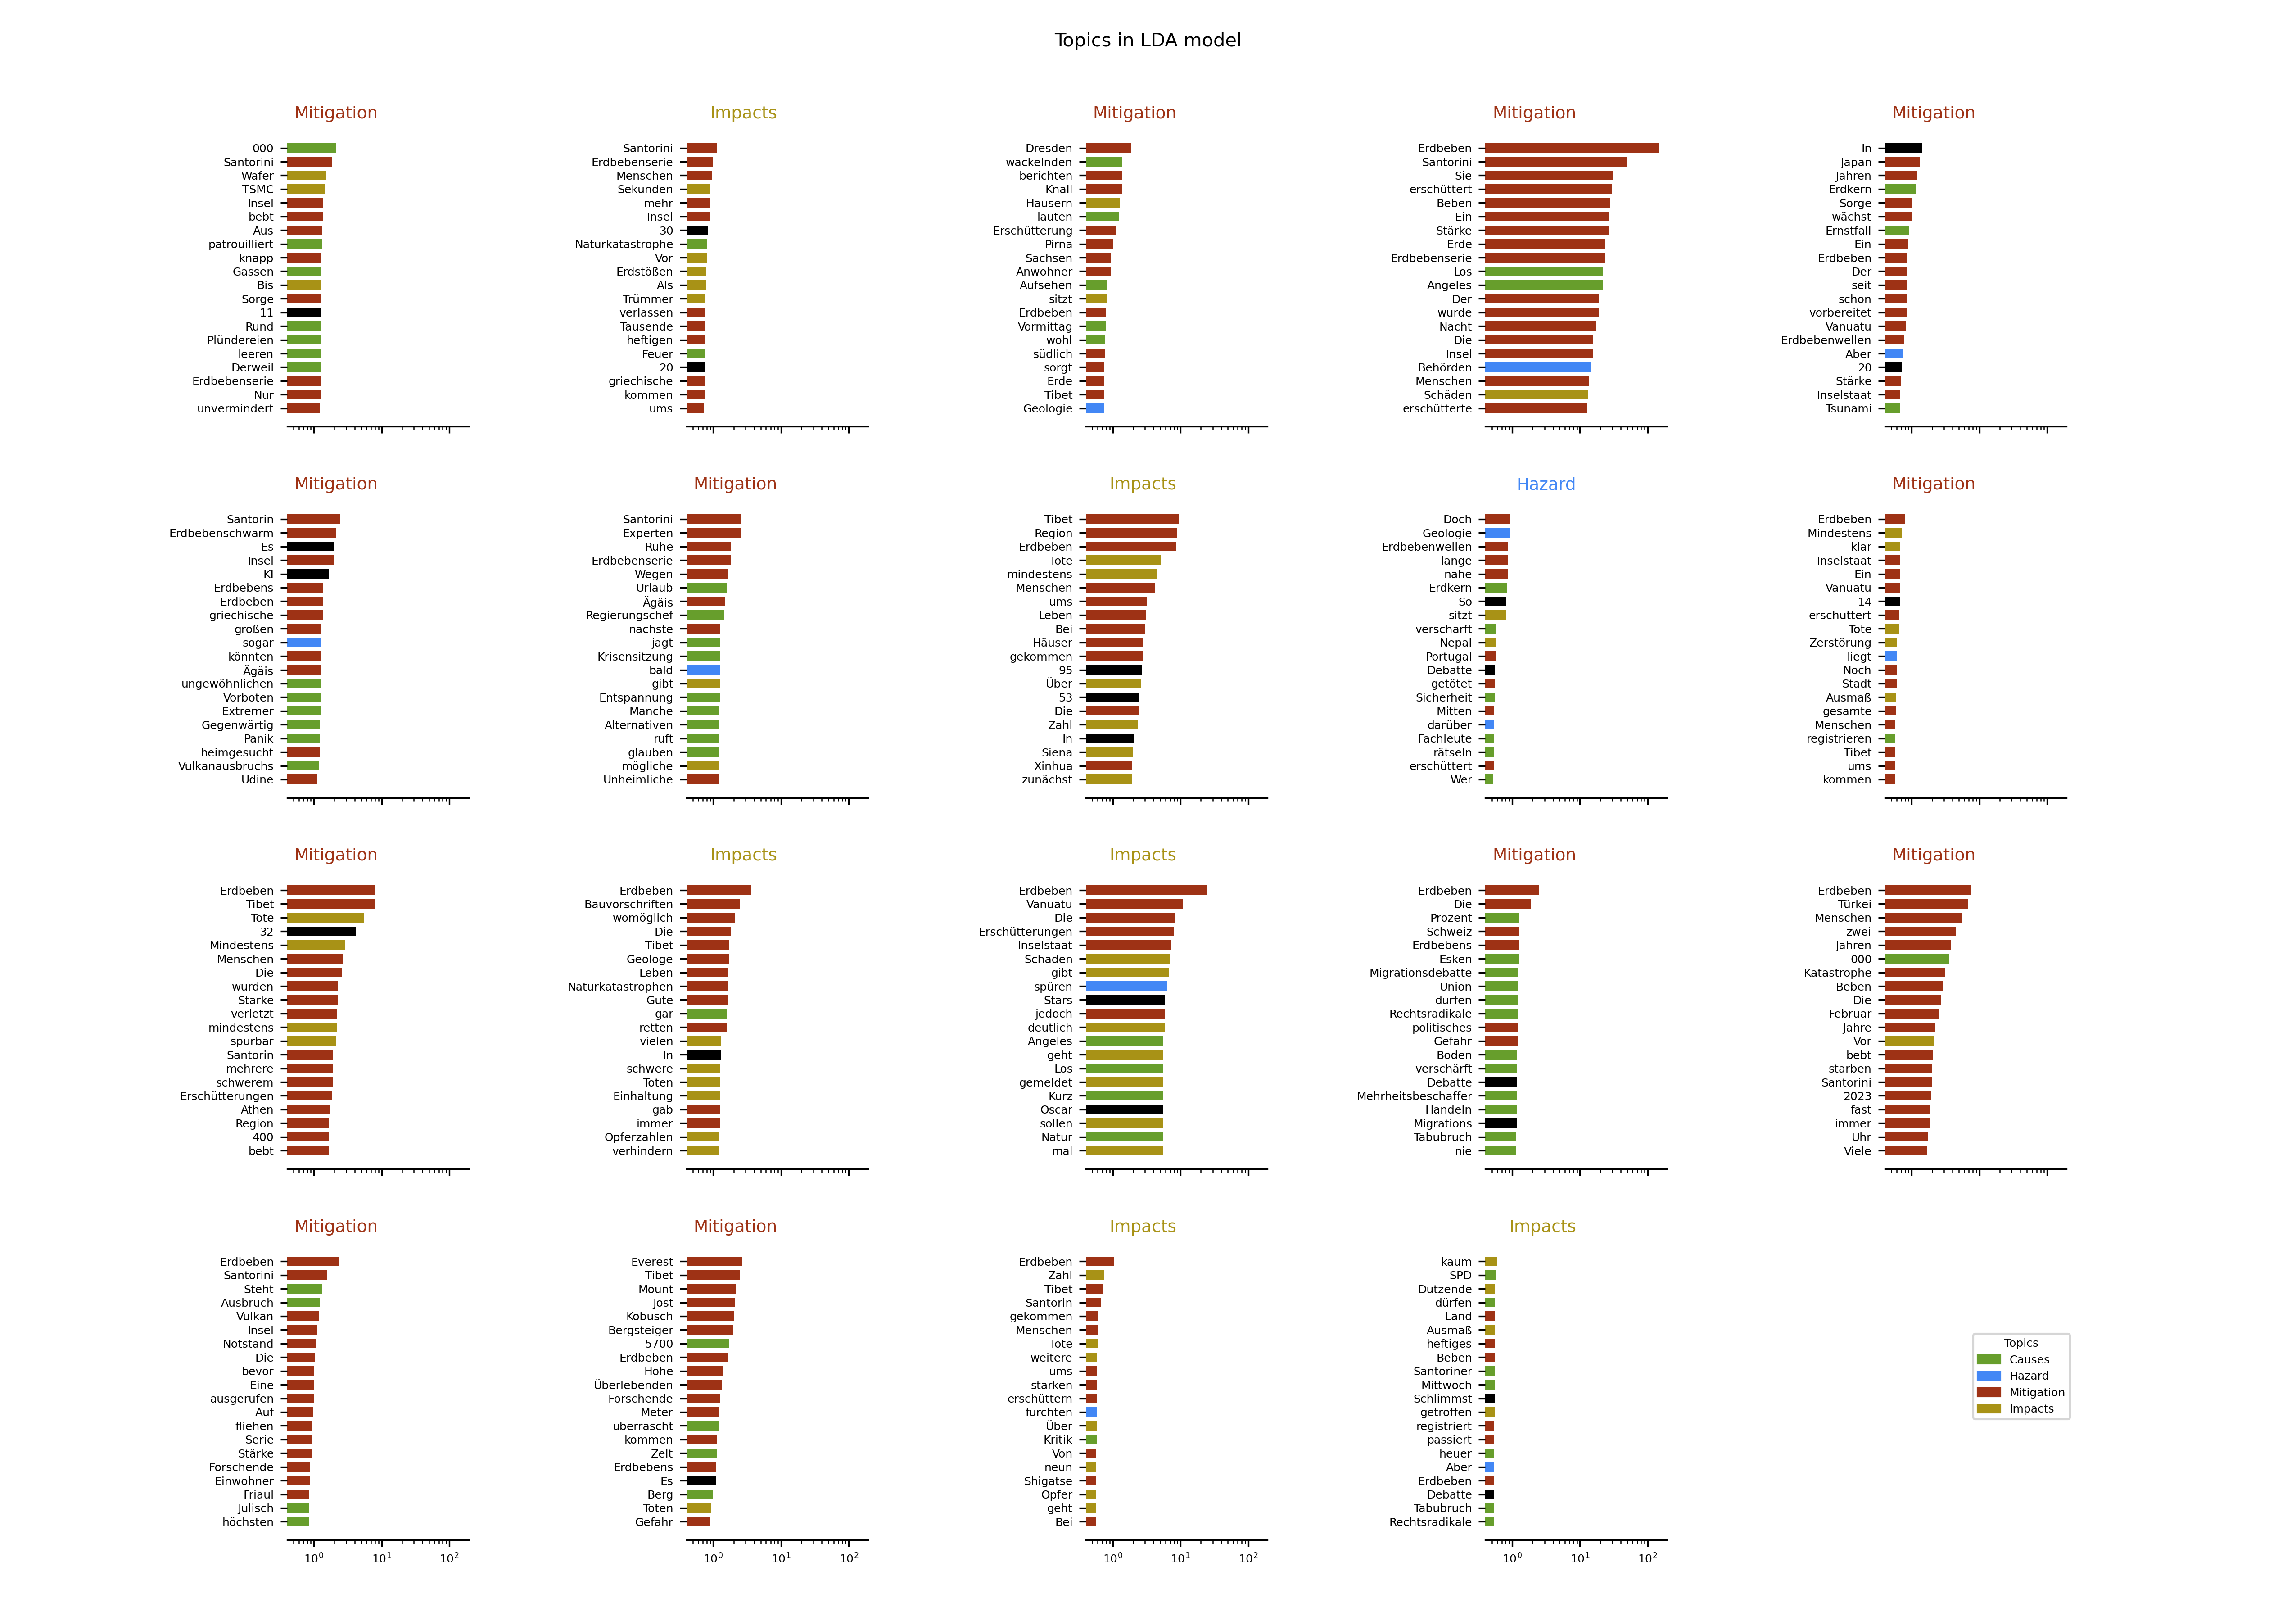 Topics in LDA model
Mitigation
000
Santorini
Wafer
TSMC
Insel
bebt
Aus
patrouilliert
knapp
Gassen
Bis
Sorge
11
Rund
Plündereien
leeren
Derweil
Erdbebenserie
Nur
unvermindert
Impacts
Santorini
Erdbebenserie
Menschen
Sekunden
mehr
Insel
30
Naturkatastrophe
Vor
Erdstößen
Als
Trümmer
verlassen
Tausende
heftigen
Feuer
20
griechische
kommen
ums
Mitigation
Dresden
wackelnden
berichten
Knall
Häusern
lauten
Erschütterung
Pirna
Sachsen
Anwohner
Aufsehen
sitzt
Erdbeben
Vormittag
wohl
südlich
sorgt
Erde
Tibet
Geologie
Mitigation
Erdbeben
Santorini
Sie
erschüttert
Beben
Ein
Stärke
Erde
Erdbebenserie
Los
Angeles
Der
wurde
Nacht
Die
Insel
Behörden
Menschen
Schäden
erschütterte
Mitigation
In
Japan
Jahren
Erdkern
Sorge
wächst
Ernstfall
Ein
Erdbeben
Der
seit
schon
vorbereitet
Vanuatu
Erdbebenwellen
Aber
20
Stärke
Inselstaat
Tsunami
Mitigation
Santorin
Erdbebenschwarm
Es
Insel
KI
Erdbebens
Erdbeben
griechische
großen
sogar
könnten
Ägäis
ungewöhnlichen
Vorboten
Extremer
Gegenwärtig
Panik
heimgesucht
Vulkanausbruchs
Udine
Mitigation
Santorini
Experten
Ruhe
Erdbebenserie
Wegen
Urlaub
Ägäis
Regierungschef
nächste
jagt
Krisensitzung
bald
gibt
Entspannung
Manche
Alternativen
ruft
glauben
mögliche
Unheimliche
Impacts
Tibet
Region
Erdbeben
Tote
mindestens
Menschen
ums
Leben
Bei
Häuser
gekommen
95
Über
53
Die
Zahl
In
Siena
Xinhua
zunächst
Hazard
Doch
Geologie
Erdbebenwellen
lange
nahe
Erdkern
So
sitzt
verschärft
Nepal
Portugal
Debatte
getötet
Sicherheit
Mitten
darüber
Fachleute
rätseln
erschüttert
Wer
Mitigation
Erdbeben
Mindestens
klar
Inselstaat
Ein
Vanuatu
14
erschüttert
Tote
Zerstörung
liegt
Noch
Stadt
Ausmaß
gesamte
Menschen
registrieren
Tibet
ums
kommen
Mitigation
Erdbeben
Tibet
Tote
32
Mindestens
Menschen
Die
wurden
Stärke
verletzt
mindestens
spürbar
Santorin
mehrere
schwerem
Erschütterungen
Athen
Region
400
bebt
Impacts
Erdbeben
Bauvorschriften
womöglich
Die
Tibet
Geologe
Leben
Naturkatastrophen
Gute
gar
retten
vielen
In
schwere
Toten
Einhaltung
gab
immer
Opferzahlen
verhindern
Impacts
Erdbeben
Vanuatu
Die
Erschütterungen
Inselstaat
Schäden
gibt
spüren
Stars
jedoch
deutlich
Angeles
geht
Los
gemeldet
Kurz
Oscar
sollen
Natur
mal
Mitigation
Erdbeben
Die
Prozent
Schweiz
Erdbebens
Esken
Migrationsdebatte
Union
dürfen
Rechtsradikale
politisches
Gefahr
Boden
verschärft
Debatte
Mehrheitsbeschaffer
Handeln
Migrations
Tabubruch
nie
Mitigation
Erdbeben
Türkei
Menschen
zwei
Jahren
000
Katastrophe
Beben
Die
Februar
Jahre
Vor
bebt
starben
Santorini
2023
fast
immer
Uhr
Viele
Mitigation
Erdbeben
Santorini
Steht
Ausbruch
Vulkan
Insel
Notstand
Die
bevor
Eine
ausgerufen
Auf
fliehen
Serie
Stärke
Forschende
Einwohner
Friaul
Julisch
höchsten
10⁰ 10¹ 10²
Mitigation
Everest
Tibet
Mount
Jost
Kobusch
Bergsteiger
5700
Erdbeben
Höhe
Überlebenden
Forschende
Meter
überrascht
kommen
Zelt
Erdbebens
Es
Berg
Toten
Gefahr
10⁰ 10¹ 10²
Impacts
Erdbeben
Zahl
Tibet
Santorin
gekommen
Menschen
Tote
weitere
ums
starken
erschüttern
fürchten
Über
Kritik
Von
neun
Shigatse
Opfer
geht
Bei
10⁰ 10¹ 10²
Impacts
kaum
SPD
Dutzende
dürfen
Land
Ausmaß
heftiges
Beben
Santoriner
Mittwoch
Schlimmst
getroffen
registriert
passiert
heuer
Aber
Erdbeben
Debatte
Tabubruch
Rechtsradikale
10⁰ 10¹ 10²
Topics
Causes
Hazard
Mitigation
Impacts